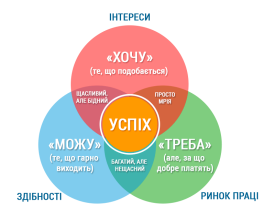 ІНТЕРЕСИ
«ХОЧУ»
(те, що подобається)
ЩАСЛИВИЙ,
АЛЕ БІДНИЙ
ПРОСТО
МРІЯ
УСПІХ
«МОЖУ»
(те, що гарно
виходить)
«ТРЕБА»
(але, за що
добре платять)
БАГАТИЙ, АЛЕ
НЕЩАСНИЙ
ЗДІБНОСТІ
РИНОК ПРАЦІ